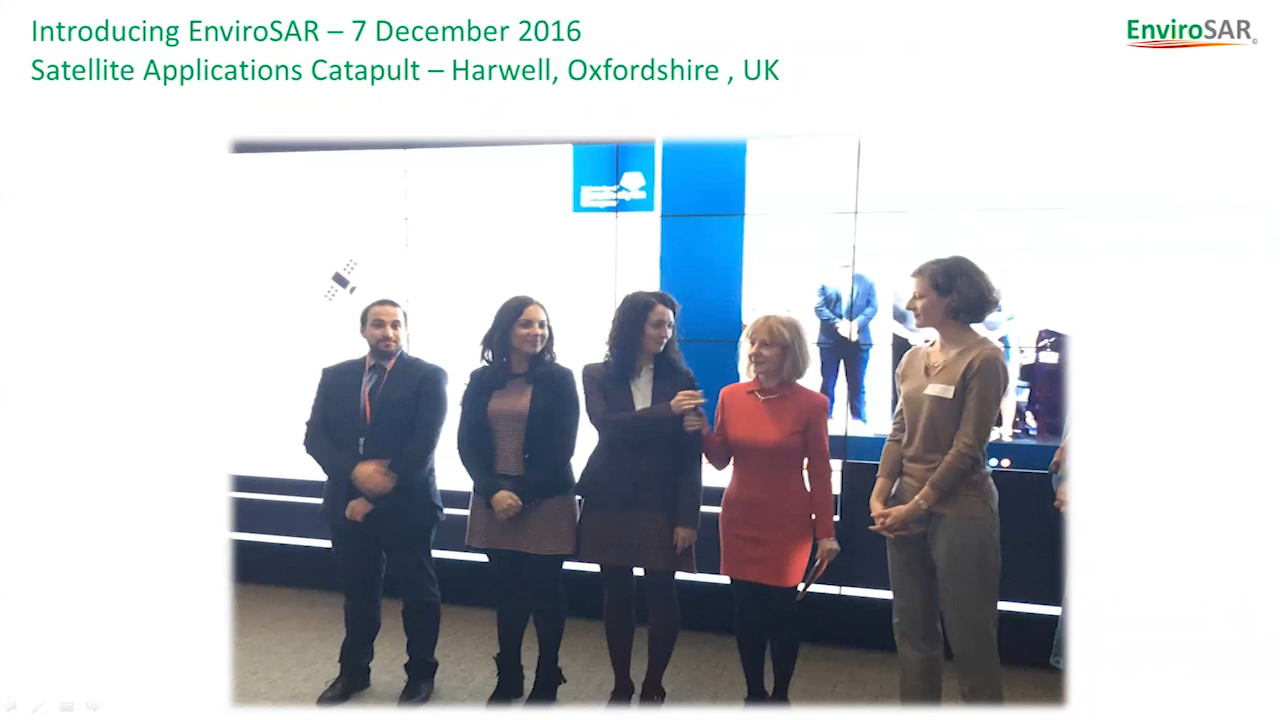 Introducing EnviroSAR – 7 December 2016
Satellite Applications Catapult – Harwell, Oxfordshire , UK
EnviroSAR